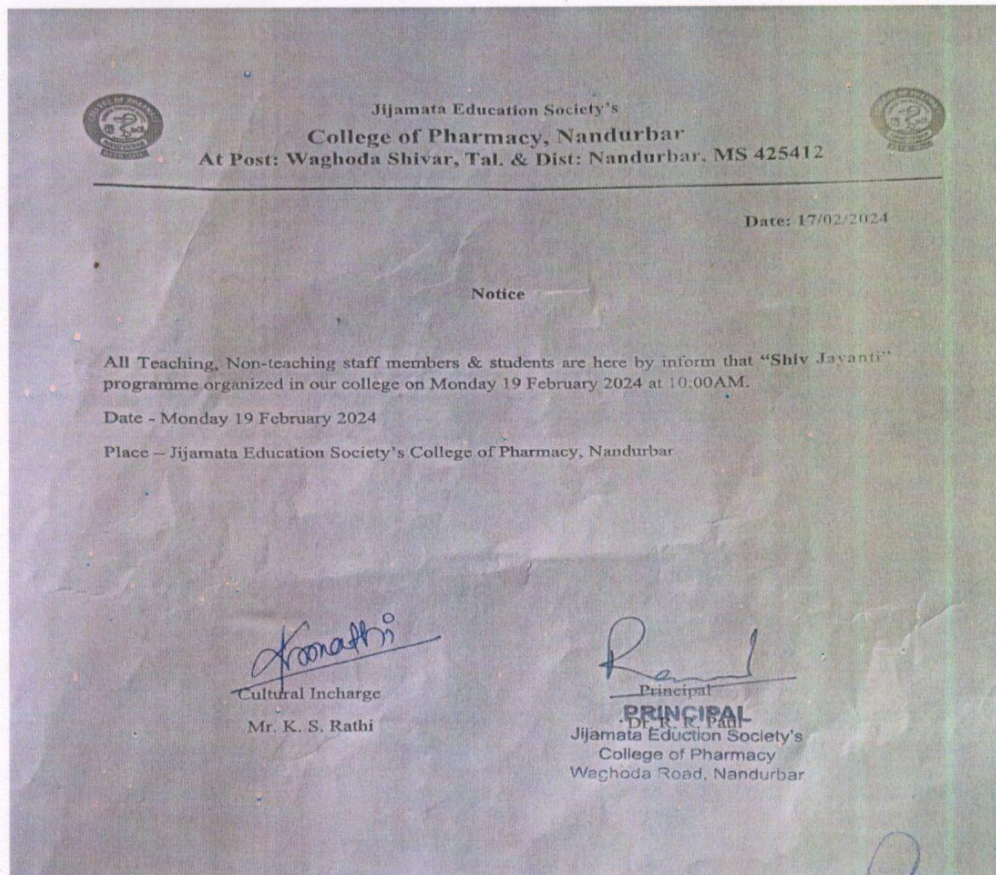 Jijamata Education Society's
College of Pharmacy, Nandurbar
At Post: Waghoda Shivar, Tal. & Dist: Nandurbar. MS 425412
Date: 17/02/2024
Notice
All Teaching, Non-teaching staff members & students are here by inform that “Shiv Jayanti”
programme organized in our college on Monday 19 February 2024 at 10:00AM.
Date - Monday 19 February 2024
Place – Jijamata Education Society's College of Pharmacy, Nandurbar
Cultural Incharge
Mr. K. S. Rathi
Principal
PRINCIPAL
Dr. R. R.
Jijamata Eduction Society's
College of Pharmacy
Waghoda Road, Nandurbar